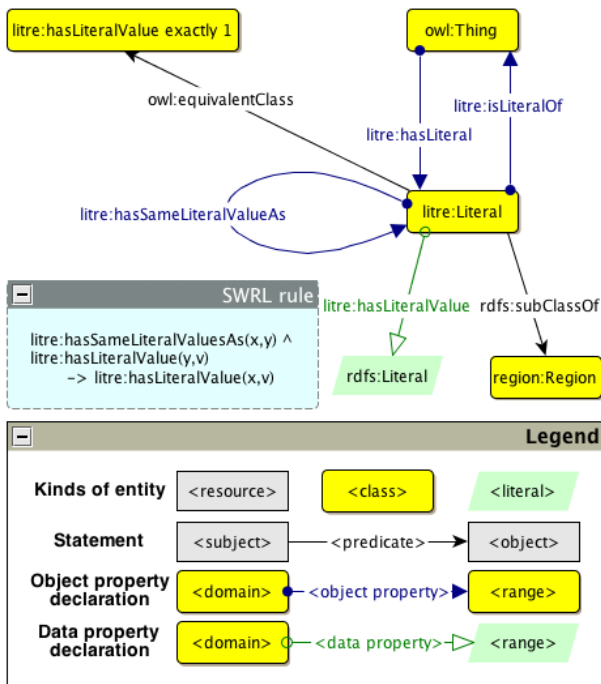 litre:hasLiteralValue exactly 1
owl:Thing
owl:equivalentClass
litre:isLiteralOf
litre:hasLiteral
litre:hasSameLiteralValueAs
litre:Literal
SWRL rule
litre:hasSameLiteralValuesAs(x,y) ^
litre:hasLiteralValue(y,v)
-> litre:hasLiteralValue(x,v)
litre:hasLiteralValue
rdfs:subClassOf
rdfs:Literal
region:Region
Legend
Kinds of entity
<resource>
<class>
<literal>
Statement
<subject>
<predicate>
<object>
Object property
declaration
<domain>
<object property>
<range>
Data property
declaration
<domain>
<data property>
<range>